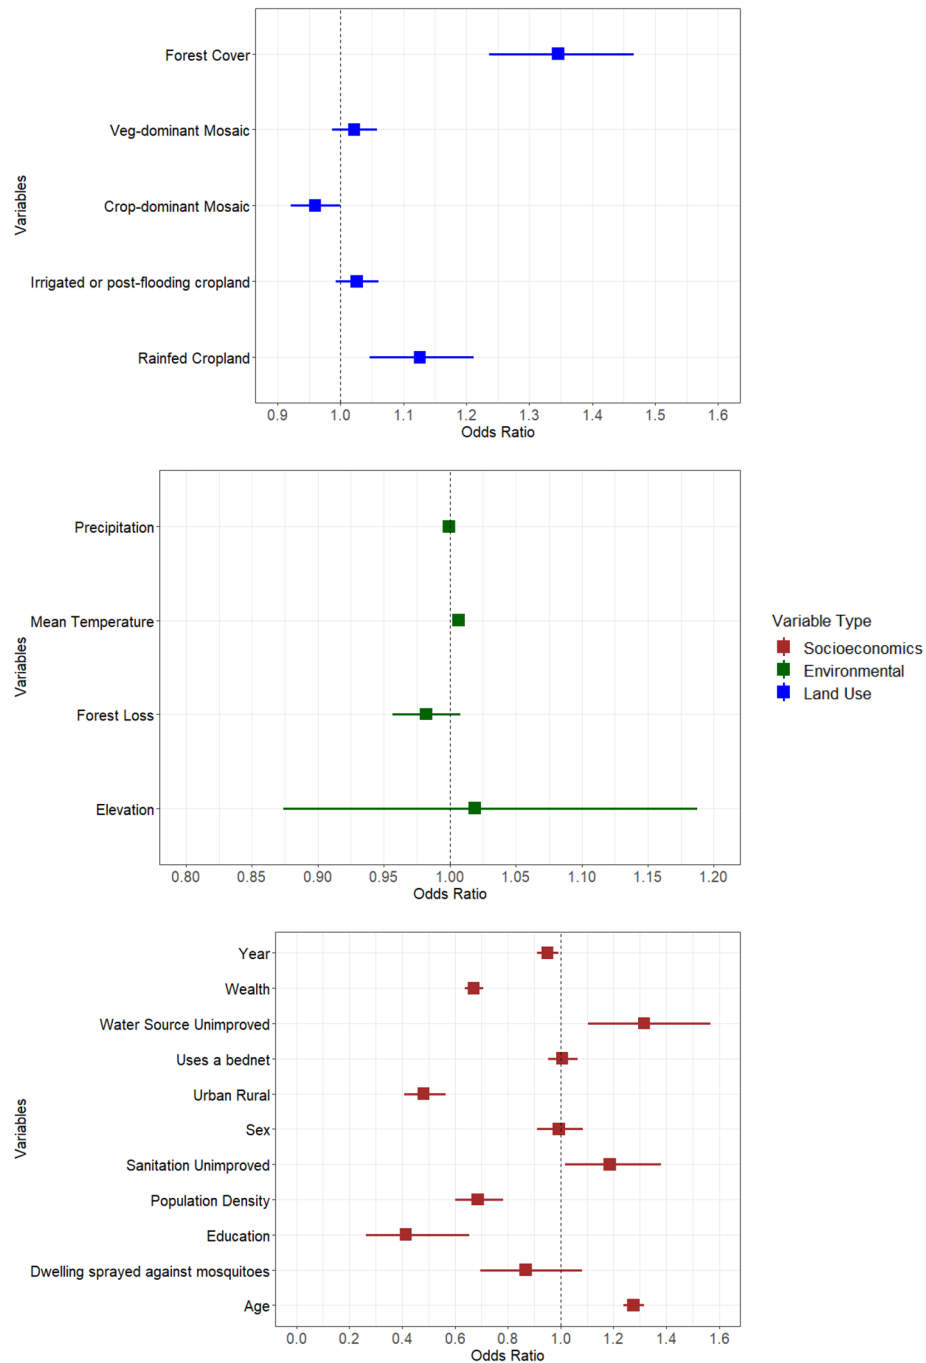 Variables
Forest Cover
Veg-dominant Mosaic
Crop-dominant Mosaic
Irrigated or post-flooding cropland
Rainfed Cropland
0.9 1.0 1.1 1.2 1.3 1.4 1.5 1.6
Odds Ratio
Variables
Precipitation
Mean Temperature
Forest Loss
Elevation
0.80 0.85 0.90 0.95 1.00 1.05 1.10 1.15 1.20
Odds Ratio
Variable Type
Socioeconomics
Environmental
Land Use
Variables
Year
Wealth
Water Source Unimproved
Uses a bednet
Urban Rural
Sex
Sanitation Unimproved
Population Density
Education
Dwelling sprayed against mosquitoes
Age
0.0 0.2 0.4 0.6 0.8 1.0 1.2 1.4 1.6
Odds Ratio